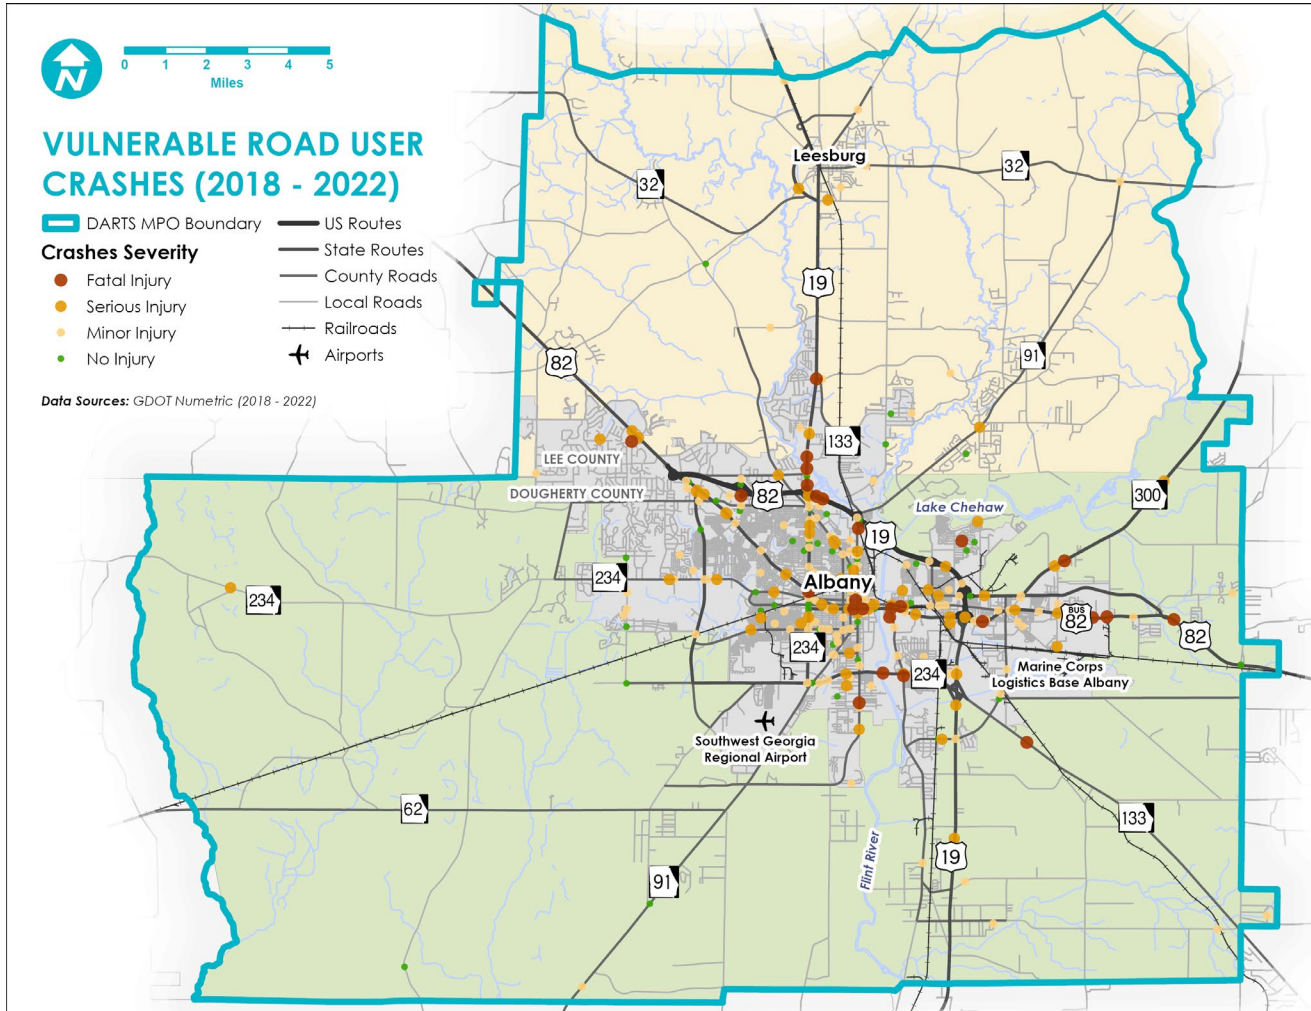 N
0 1 2 3 4 5
Miles
VULNERABLE ROAD USER
CRASHES (2018 - 2022)
DARTS MPO Boundary
Crashes Severity
Fatal Injury
Serious Injury
Minor Injury
No Injury
US Routes
State Routes
County Roads
Local Roads
Railroads
Airports
Data Sources: GDOT Numetric (2018 - 2022)
Leesburg
32
32
19
82
91
133
LEE COUNTY
DOUGHERTY COUNTY
82
300
Lake Chehaw
19
234
234
Albany
BUS
82
82
234
234
Marine Corps
Logistics Base Albany
Southwest Georgia
Regional Airport
62
133
Flint River
19
91